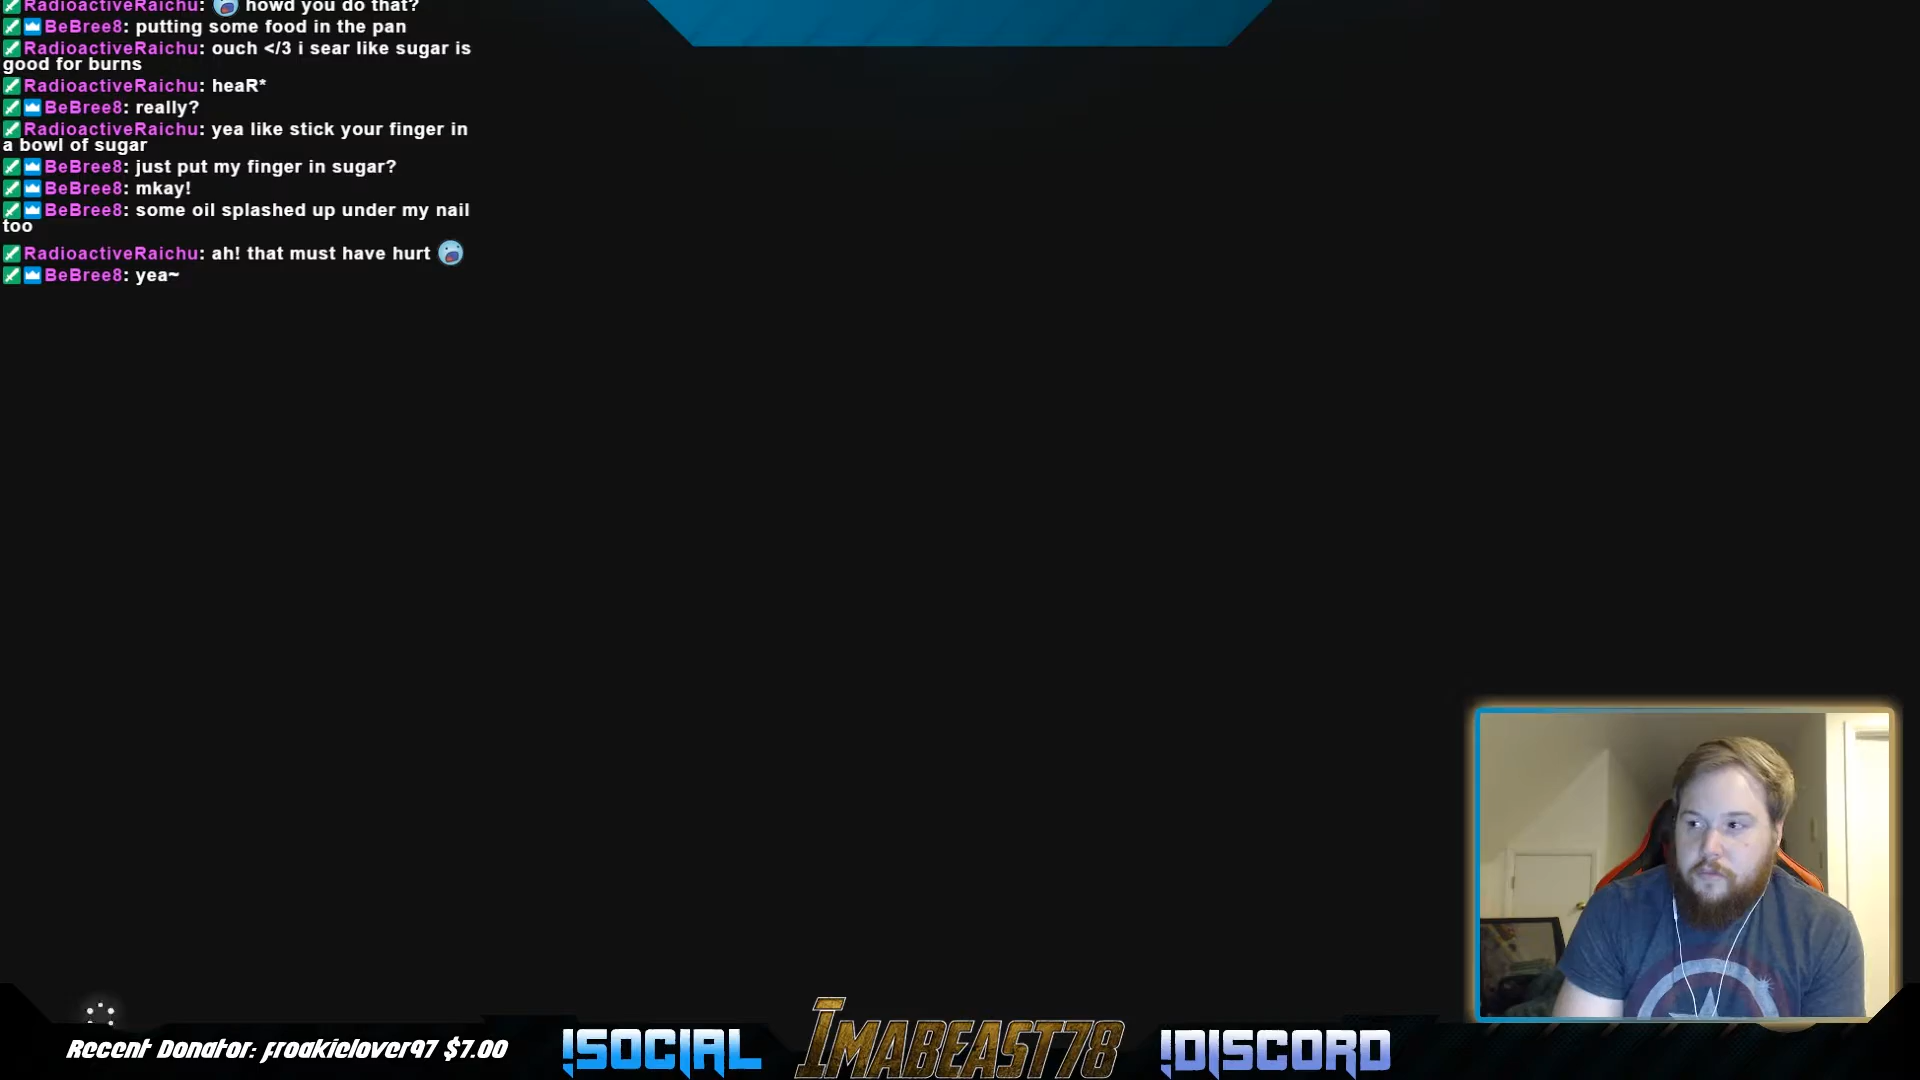 RadioactiveRaichu: howd you do that?
BeBree8: putting some food in the pan
RadioactiveRaichu: ouch </3 i sear like sugar is
good for burns
RadioactiveRaichu: heaR*
BeBree8: really?
RadioactiveRaichu: yea like stick your finger in
a bowl of sugar
BeBree8: just put my finger in sugar?
BeBree8: mkay!
BeBree8: some oil splashed up under my nail
too
RadioactiveRaichu: ah! that must have hurt
BeBree8: yea~
Recent Donator: froakielover97 $7.00
!SOCIAL
IMABEAST78
!DISCORD